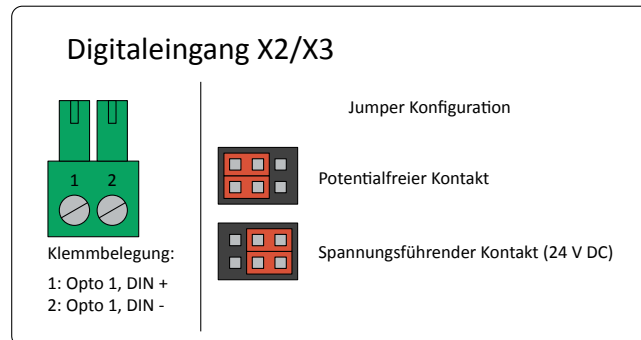 Digitaleingang X2/X3
1 2
Klemmbelegung:
1: Opto 1, DIN +
2: Opto 1, DIN -
Jumper Konfiguration
Potentialfreier Kontakt
Spannungsführender Kontakt (24 V DC)